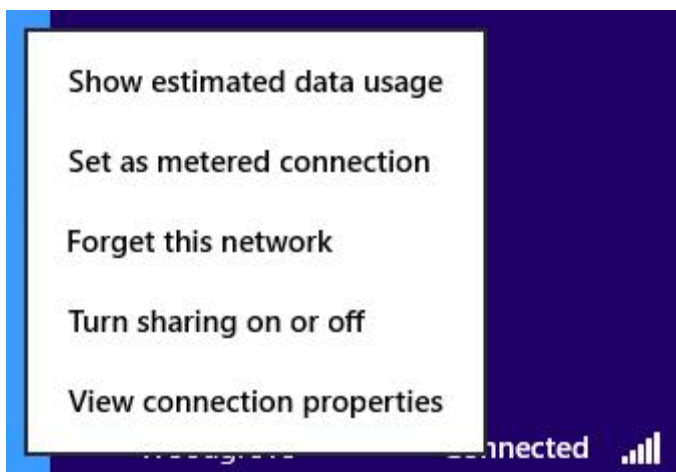 Show estimated data usage
Set as metered connection
Forget this network
Turn sharing on or off
View connection properties
Connected